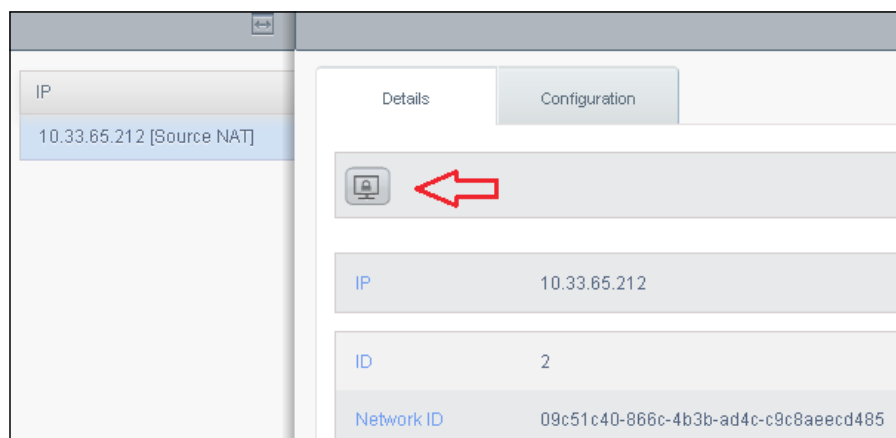 IP
10.33.65.212 [Source NAT]
Details
Configuration
IP
10.33.65.212
ID
2
Network ID
09c51c40-866c-4b3b-ad4c-c9c8aeecd485